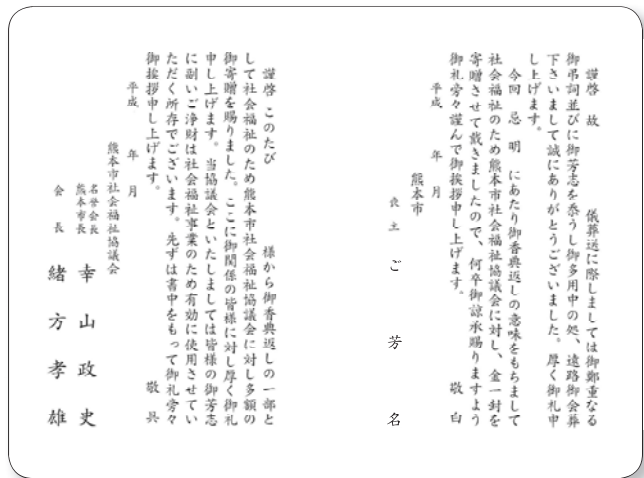 謹啓　故　　　　　儀葬送に際しましては御鄭重なる
御弔詞並びに御芳志を忝うし御多用中の処、遠路御会葬
下さいまして誠にありがとうございました。厚く御礼申
し上げます。
今回　忌　明　にあたり御香典返しの意味をもちまして
社会福祉のため熊本市社会福祉協議会に対し、金一封を
寄贈させて戴きましたので、何卒御諒承賜りますよう
御礼旁々謹んで御挨拶申し上げます。　　　　敬　白
平成　　年　　月
熊本市
喪　主　ご　芳　名
謹啓　このたび　　　　　様から御香典返しの一部と
して社会福祉のため熊本市社会福祉協議会に対し多額の
御寄贈を賜りました。ここに御関係の皆様に対し厚く御礼
申し上げます。当協議会といたしましては皆様の御芳志
に副いご浄財は社会福祉事業のため有効に使用させてい
ただく所存でございます。先ずは書中をもって御礼旁々
御挨拶申し上げます。　　　　敬　具
平成　　年　　月
熊本市社会福祉協議会
名誉会長
熊本市長　幸　山　政　史
会　長　緒　方　孝　雄